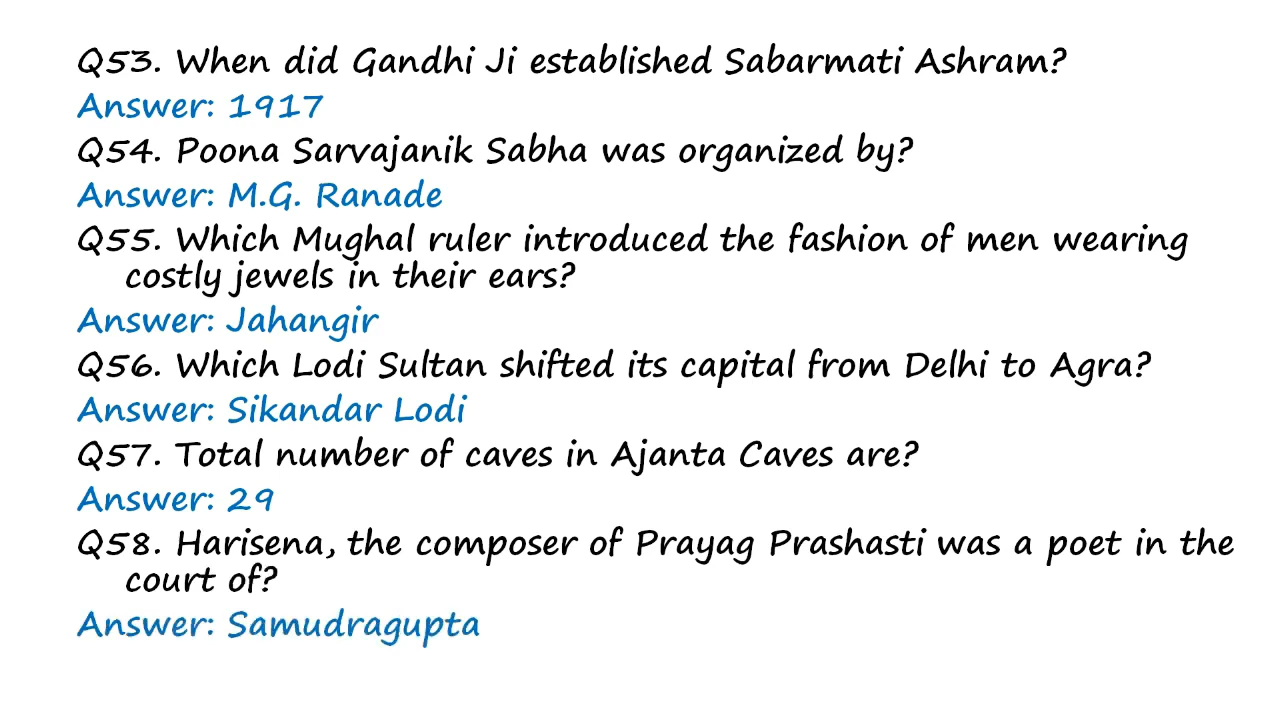 Q53. When did Gandhi Ji established Sabarmati Ashram?
Answer: 1917
Q54. Poona Sarvajanik Sabha was organized by?
Answer: M.G. Ranade
Q55. Which Mughal ruler introduced the fashion of men wearing
costly jewels in their ears?
Answer: Jahangir
Q56. Which Lodi Sultan shifted its capital from Delhi to Agra?
Answer: Sikandar Lodi
Q57. Total number of caves in Ajanta Caves are?
Answer: 29
Q58. Harisena, the composer of Prayag Prashasti was a poet in the
court of?
Answer: Samudragupta